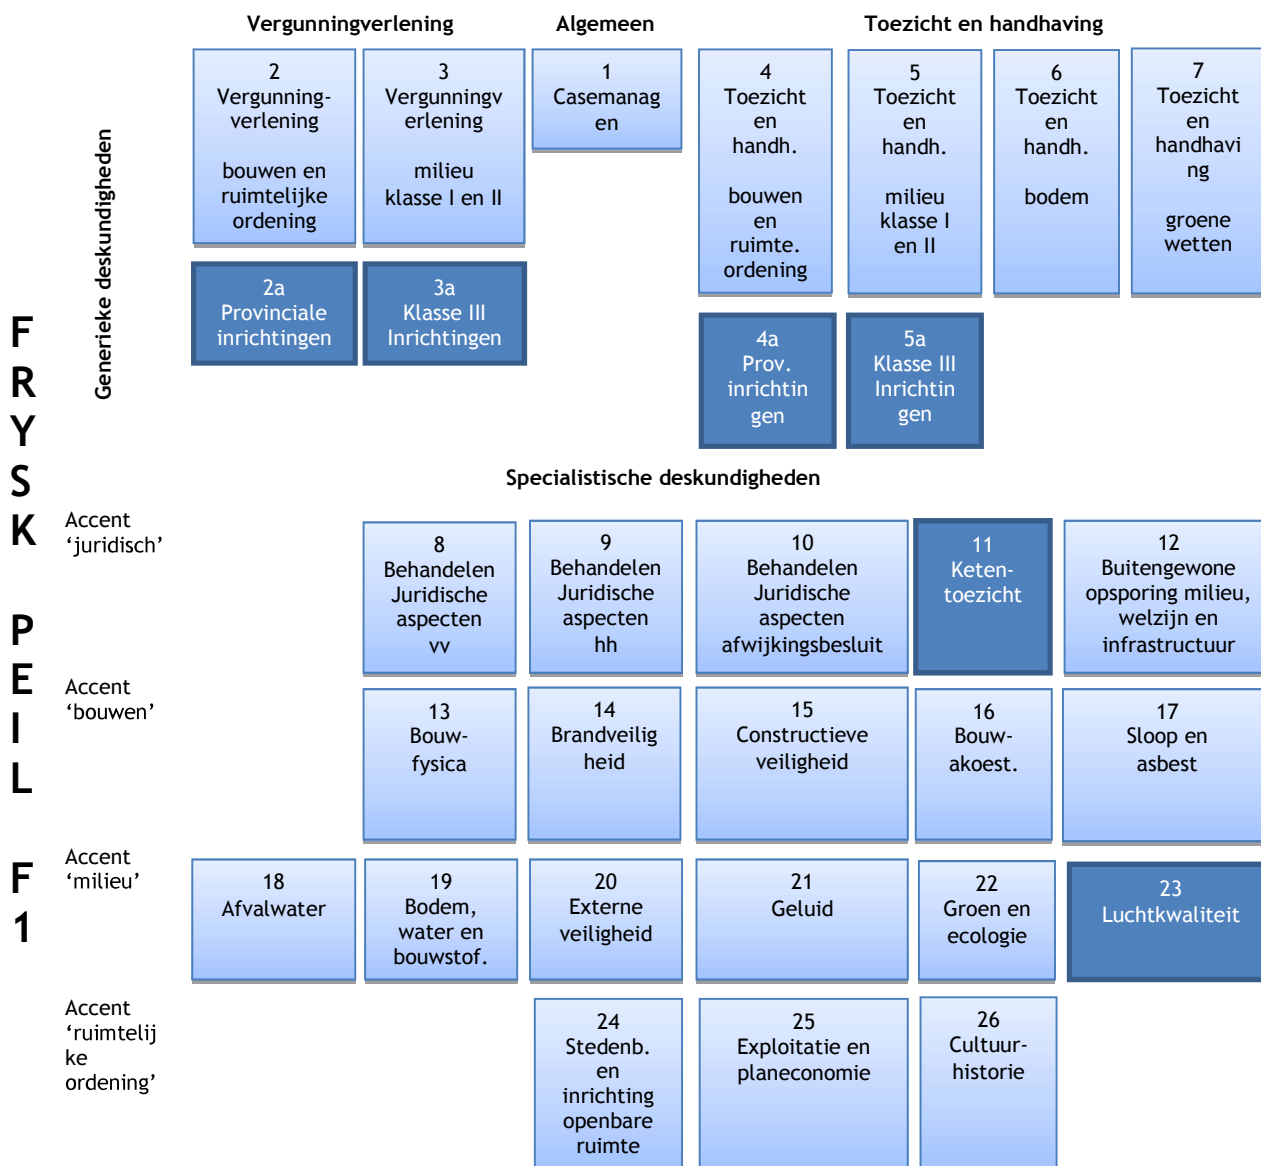 Vergunningverlening
Algemeen
Toezicht en handhaving
Generieke deskundigheden
2
Vergunning-
verlening
bouwen en
ruimtelijke
ordening
3
Vergunningv
erlening
milieu
klasse I en II
1
Casemanag
en
4
Toezicht
en
handh.
bouwen
en
ruimte.
ordening
5
Toezicht
en
handh.
milieu
klasse I
en II
6
Toezicht
en
handh.
bodem
7
Toezicht
en
handhavi
ng
groene
wetten
2a
Provinciale
inrichtingen
3a
Klasse III
Inrichtingen
4a
Prov.
inrichtin
gen
5a
Klasse III
Inrichtin
gen
F
R
Y
S
K
P
E
I
L
F
1
Specialistische deskundigheden
Accent
‘juridisch’
8
Behandelen
Juridische
aspecten
vv
9
Behandelen
Juridische
aspecten
hh
10
Behandelen
Juridische
aspecten
afwijkingsbesluit
11
Keten-
toezicht
12
Buitengewone
opsporing milieu,
welzijn en
infrastructuur
Accent
‘bouwen’
13
Bouw-
fysica
14
Brandveilig
heid
15
Constructieve
veiligheid
16
Bouw-
akoest.
17
Sloop en
asbest
Accent
‘milieu’
18
Afvalwater
19
Bodem,
water en
bouwstof.
20
Externe
veiligheid
21
Geluid
22
Groen en
ecologie
23
Luchtkwaliteit
Accent
‘ruimtelij
ke
ordening’
24
Stedenb.
en
inrichting
openbare
ruimte
25
Exploitatie en
planeconomie
26
Cultuur-
historie